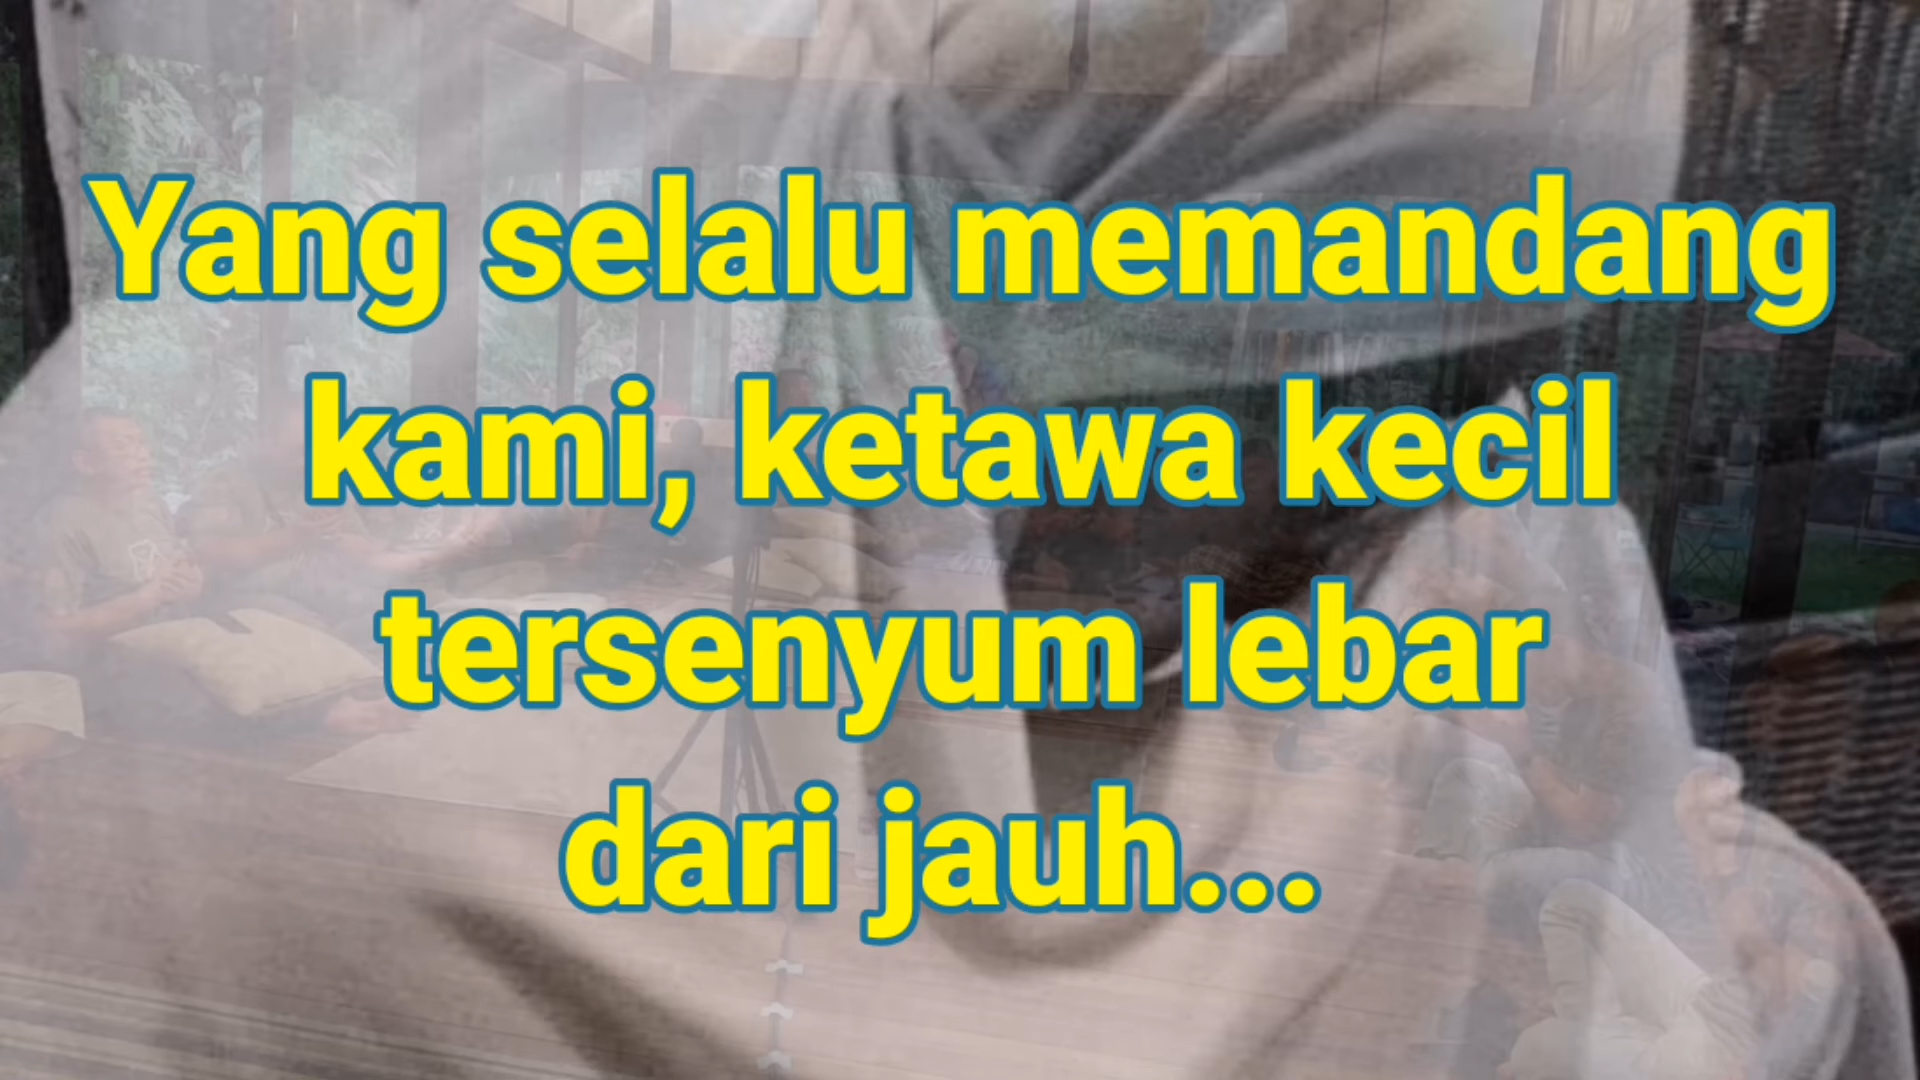 Yang selalu memandang
kami, ketawa kecil
tersenyum lebar
dari jauh...